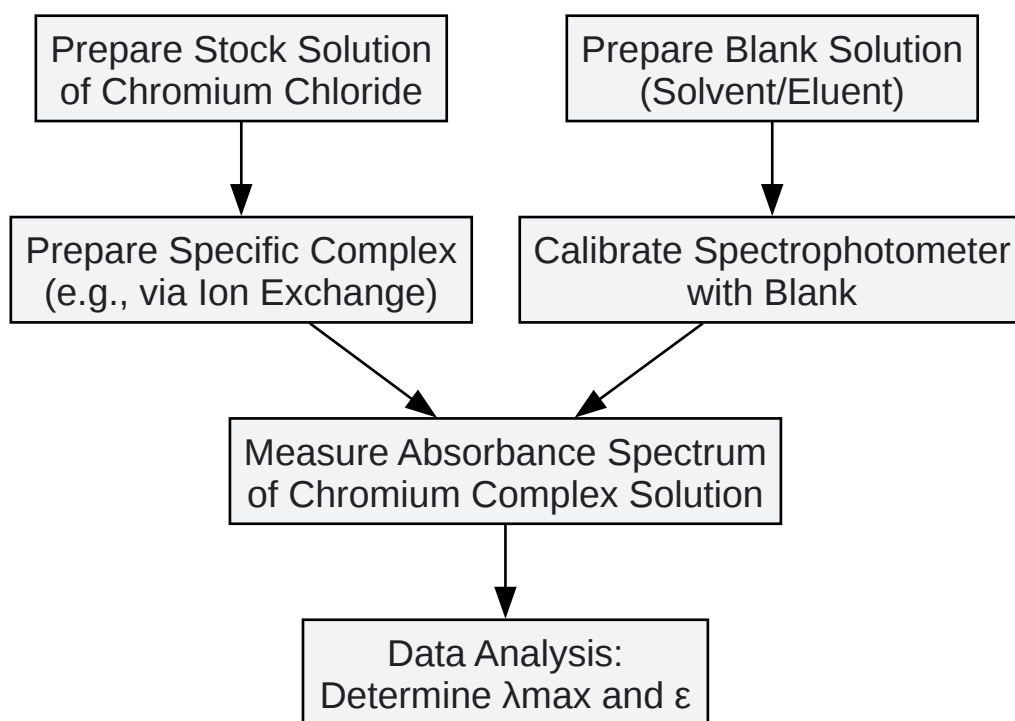 Prepare Stock Solution
of Chromium Chloride
Prepare Blank Solution
(Solvent/Eluent)
Prepare Specific Complex
(e.g., via Ion Exchange)
Calibrate Spectrophotometer
with Blank
Measure Absorbance Spectrum
of Chromium Complex Solution
Data Analysis:
Determine λmax and ε